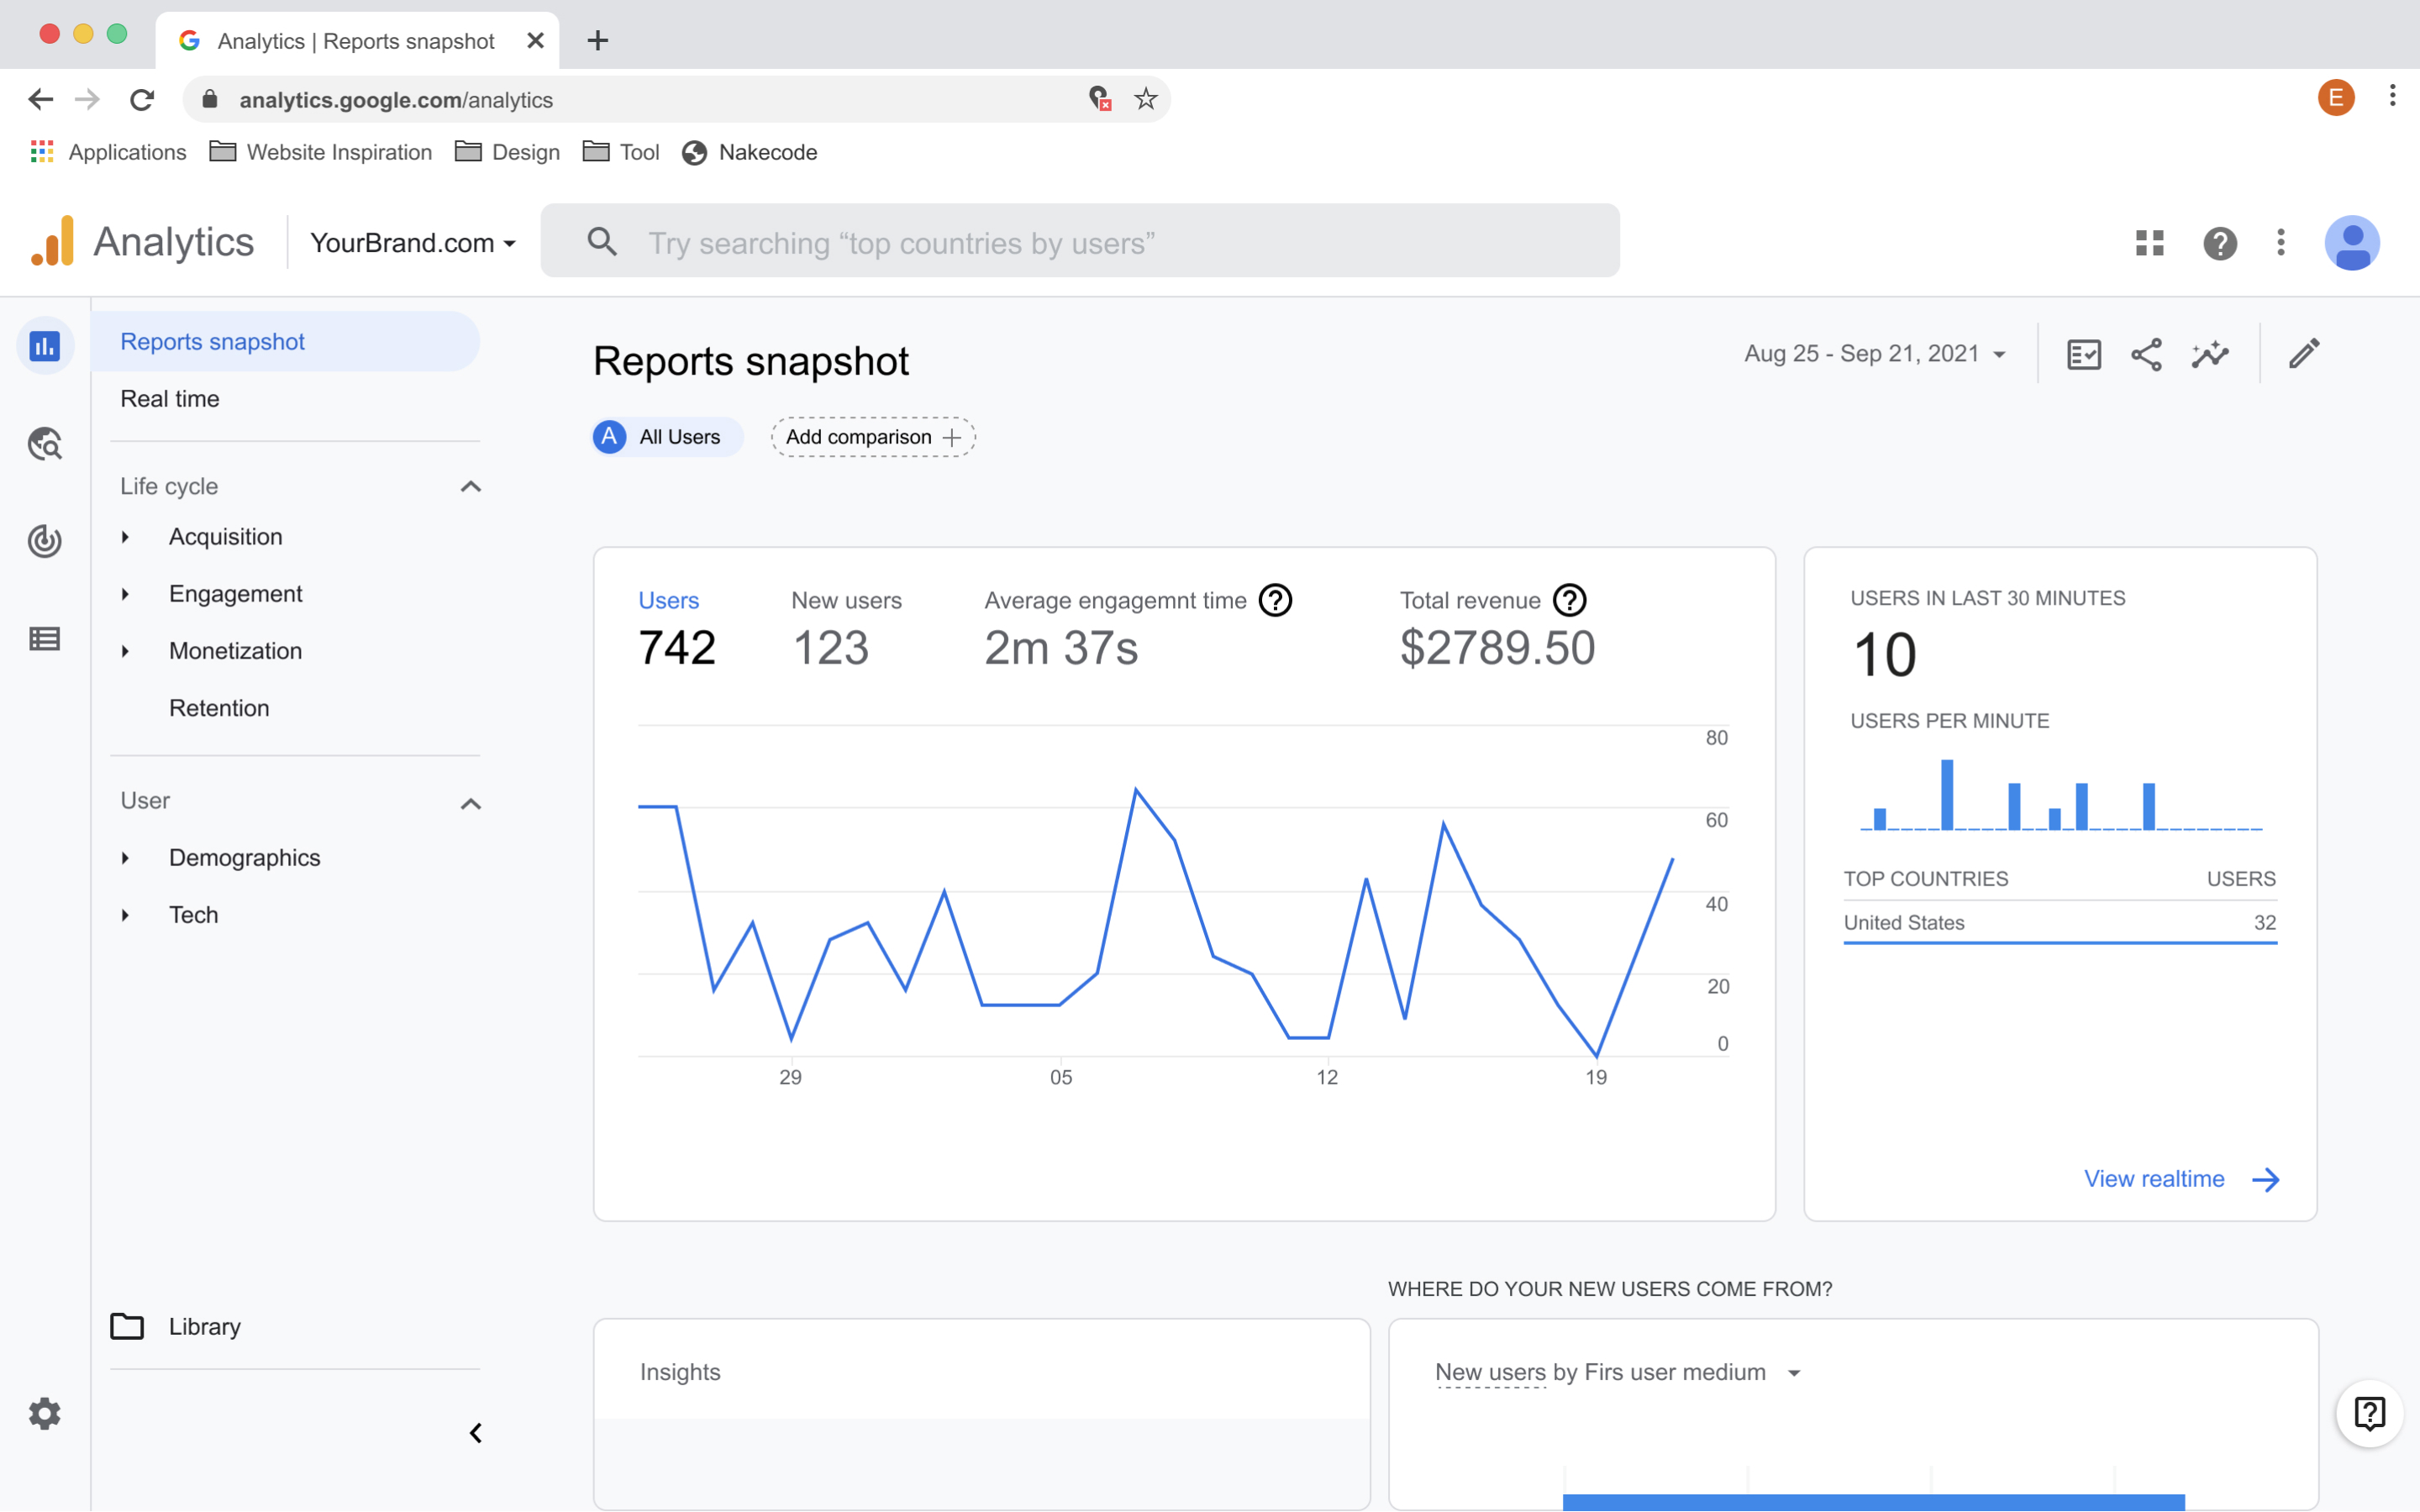 Analytics | Reports snapshot
analytics.google.com/analytics
E
Applications Website Inspiration Design Tool Nakecode
Analytics YourBrand.com Try searching “top countries by users”
Reports snapshot
Real time
Life cycle
Acquisition
Engagement
Monetization
Retention
User
Demographics
Tech
Library
Reports snapshot
Aug 25 - Sep 21, 2021
A All Users Add comparison
Users New users Average engagemnt time Total revenue
742 123 2m 37s $2789.50
80
60
40
20
0
29 05 12 19
USERS IN LAST 30 MINUTES
10
USERS PER MINUTE
TOP COUNTRIES USERS
United States 32
View realtime
WHERE DO YOUR NEW USERS COME FROM?
Insights
New users by Firs user medium